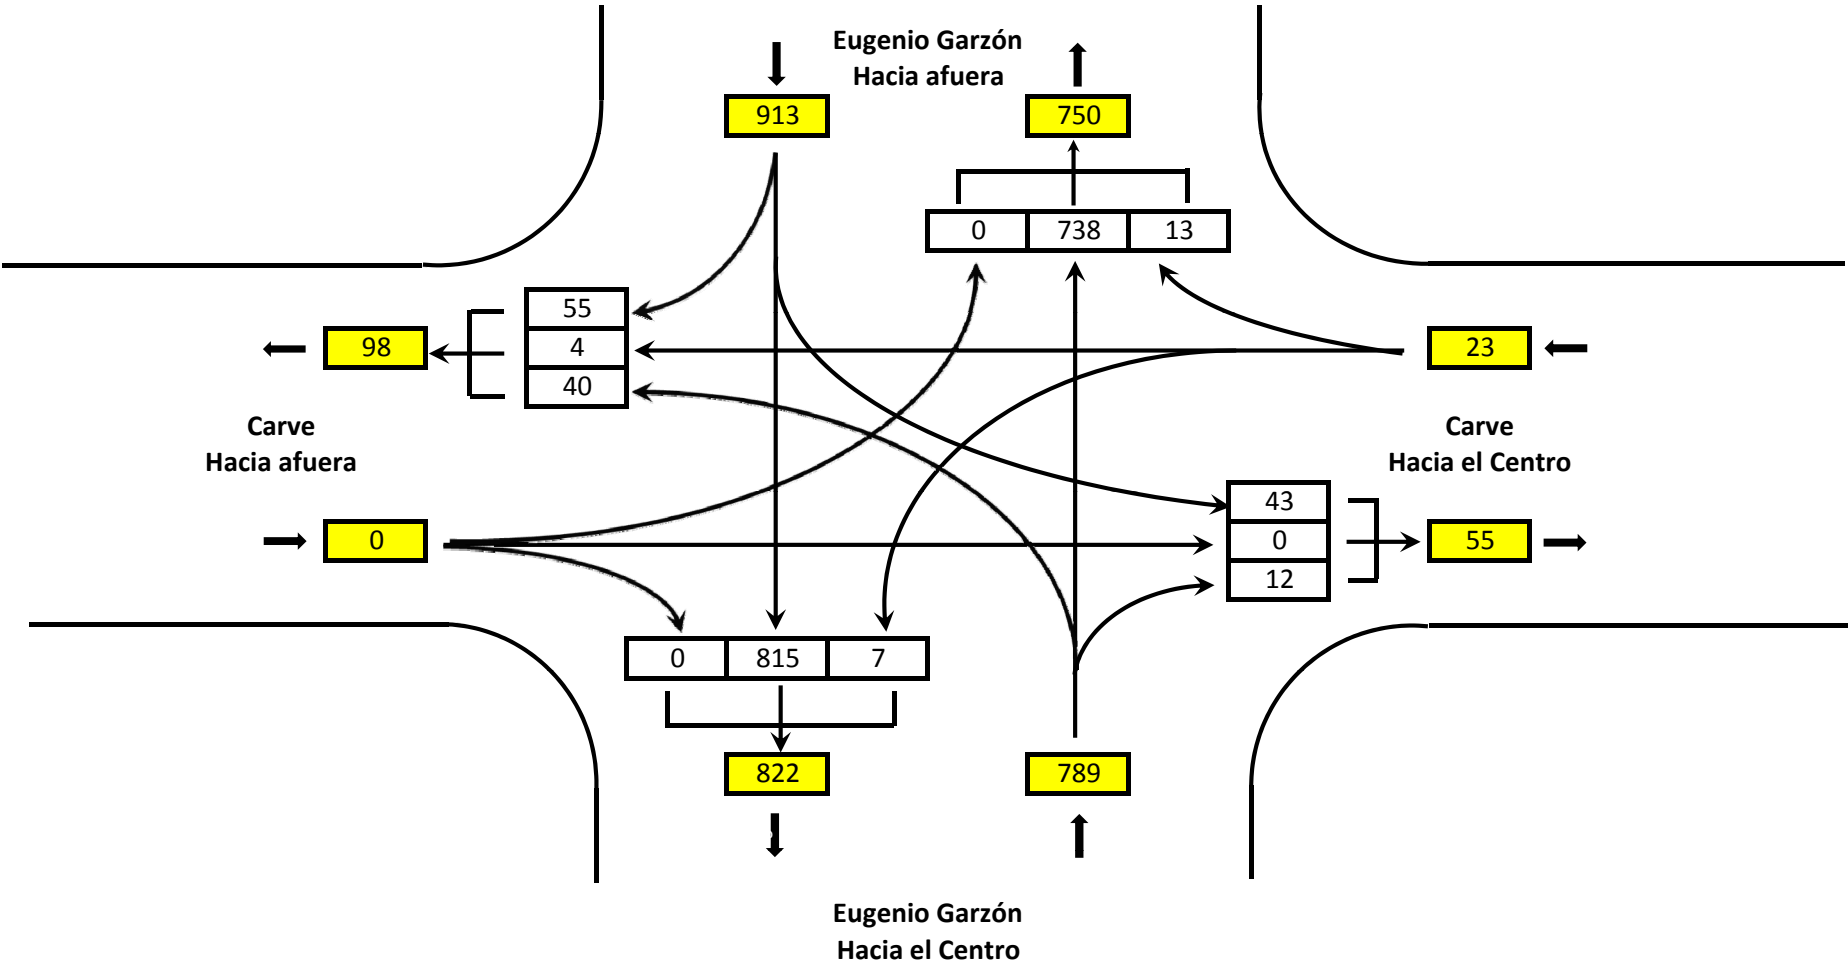 Eugenio Garzón
Hacia afuera
913
750
0 738 13
55
4
40
98
23
Carve
Hacia afuera
Carve
Hacia el Centro
43
0
12
0
55
0 815 7
822
789
Eugenio Garzón
Hacia el Centro